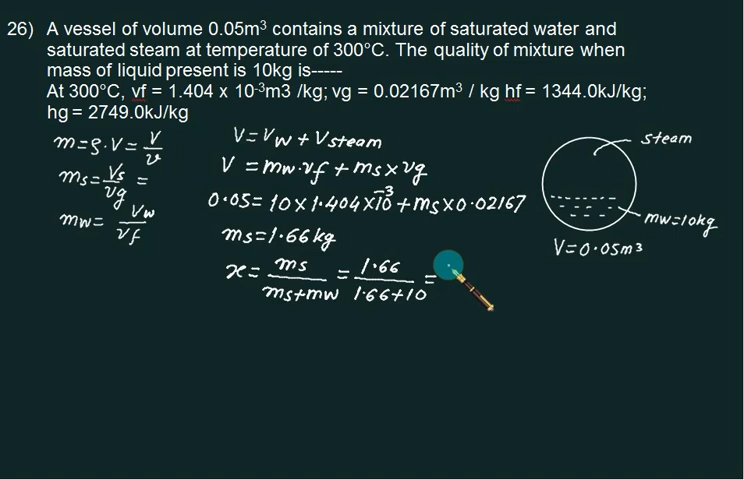 26) A vessel of volume 0.05m³ contains a mixture of saturated water and
saturated steam at temperature of 300°C. The quality of mixture when
mass of liquid present is 10kg is-----
At 300°C, vf = 1.404 x 10⁻³m3 /kg; vg = 0.02167m³ / kg hf = 1344.0kJ/kg;
hg = 2749.0kJ/kg
m=ρ.V=V/v
ms=Vs/vg =
mw=Vw/vf
V=Vw+Vsteam
V=mw.vf+ms×vg
0.05=10×1.404×10⁻³+ms×0.02167
ms=1.66kg
x=ms/(ms+mw)=1.66/(1.66+10)=
steam
mw=10kg
V=0.05m³